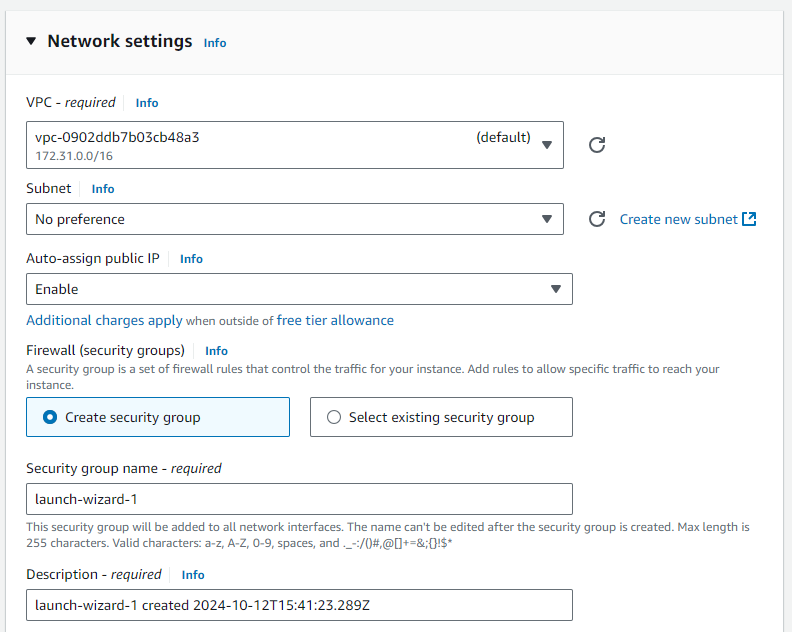 Network settings Info
VPC - required Info
vpc-0902ddb7b03cb48a3 (default)
172.31.0.0/16
Subnet Info
No preference Create new subnet
Auto-assign public IP Info
Enable
Additional charges apply when outside of free tier allowance
Firewall (security groups) Info
A security group is a set of firewall rules that control the traffic for your instance. Add rules to allow specific traffic to reach your
instance.
Create security group Select existing security group
Security group name - required
launch-wizard-1
This security group will be added to all network interfaces. The name can't be edited after the security group is created. Max length is
255 characters. Valid characters: a-z, A-Z, 0-9, spaces, and ._-:/()#,@[]+=&;{}!$*
Description - required Info
launch-wizard-1 created 2024-10-12T15:41:23.289Z